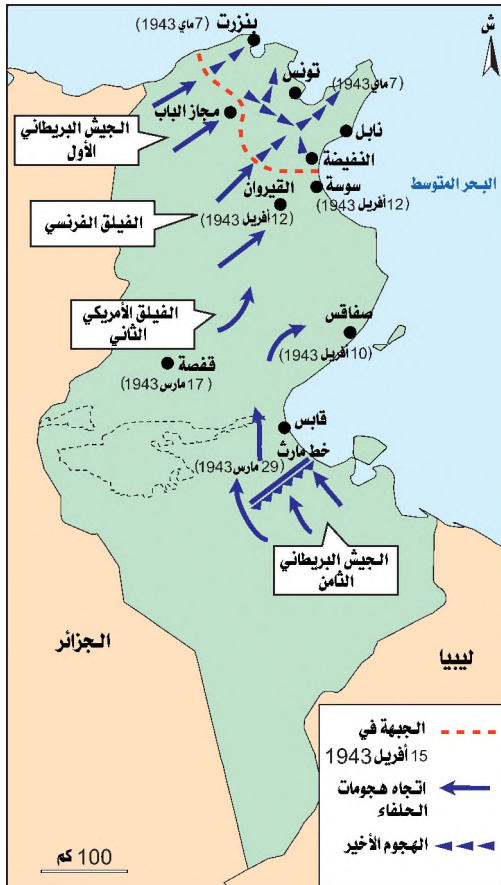 ش
بنزرت
(7 ماي 1943)
تونس
(7 ماي 1943)
مجاز الباب
نابل
النفيضة
الجيش البريطاني
الأول
سوسة
(12 أفريل 1943)
البحر المتوسط
القيروان
(12 أفريل 1943)
الفيلق الفرنسي
الفيلق الأمريكي
الثاني
صفاقس
(10 أفريل 1943)
قفصة
(17 مارس 1943)
قابس
خط مارث
(29 مارس 1943)
الجيش البريطاني
الثامن
الجزائر
ليبيا
الجبهة في
15 أفريل 1943
اتجاه هجومات
الحلفاء
الهجوم الأخير
100 كم